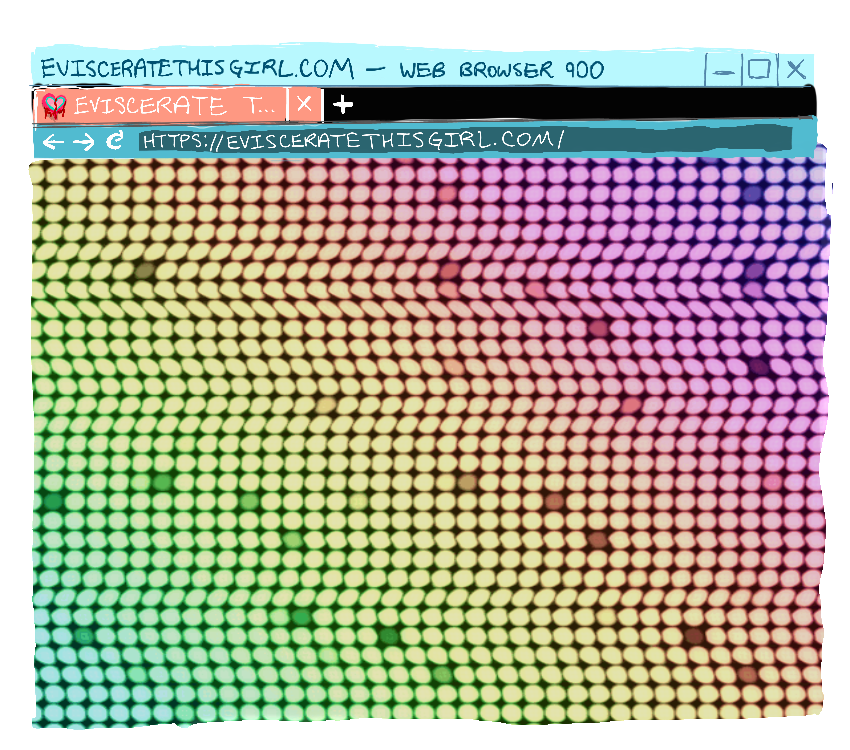 EVISCERATETHISGIRL.COM — WEB BROWSER 900
EVISCERATE T...
HTTPS://EVISCERATETHISGIRL.COM/